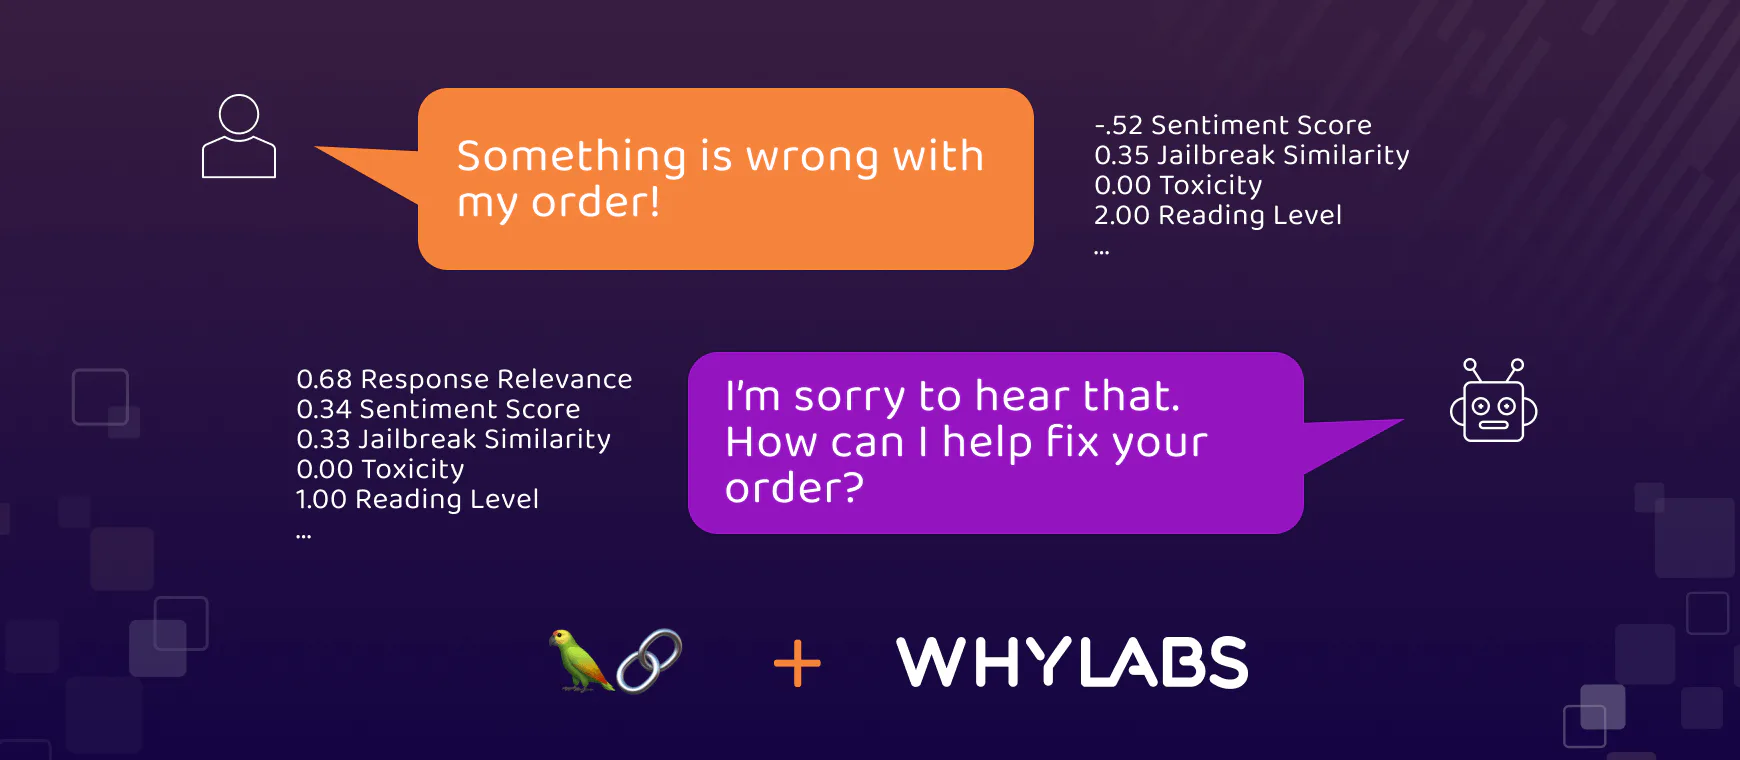 Something is wrong with
my order!
-.52 Sentiment Score
0.35 Jailbreak Similarity
0.00 Toxicity
2.00 Reading Level
...
0.68 Response Relevance
0.34 Sentiment Score
0.33 Jailbreak Similarity
0.00 Toxicity
1.00 Reading Level
...
I'm sorry to hear that.
How can I help fix your
order?
+ WHYLABS